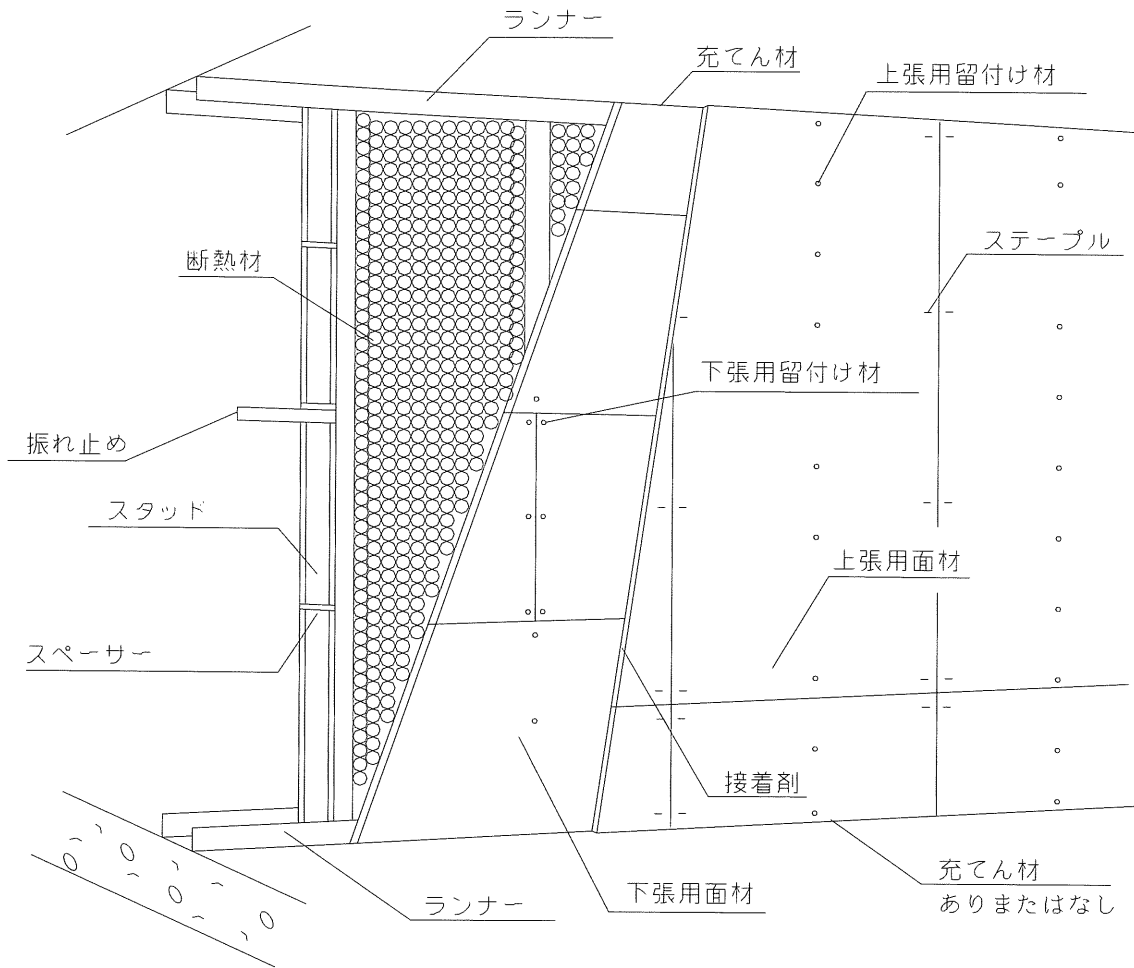 ランナー
充てん材
上張用留付け材
断熱材
ステープル
下張用留付け材
振れ止め
スタッド
上張用面材
スペーサー
接着剤
ランナー
下張用面材
充てん材
ありまたはなし